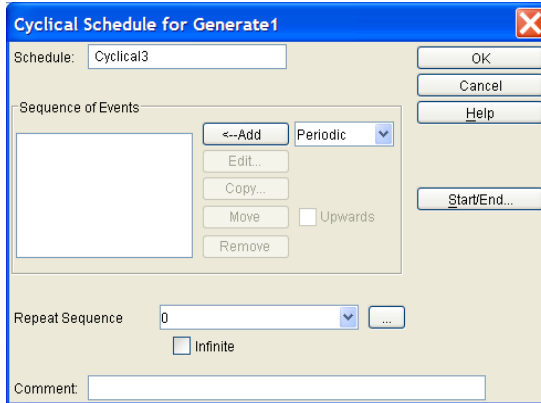 Cyclical Schedule for Generate1
Schedule: Cyclical3
OK
Cancel
Help
Sequence of Events
<--Add Periodic
Edit...
Copy...
Move Upwards
Remove
Start/End...
Repeat Sequence 0 ...
Infinite
Comment: